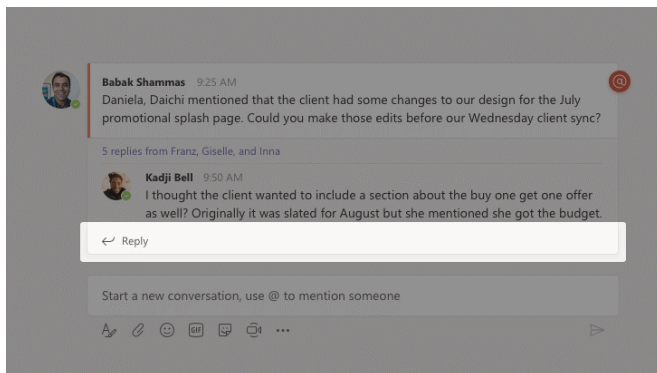 Babak Shammas 9:25 AM
@
Daniela, Daichi mentioned that the client had some changes to our design for the July
promotional splash page. Could you make those edits before our Wednesday client sync?
5 replies from Franz, Giselle, and Inna
Kadji Bell 9:50 AM
I thought the client wanted to include a section about the buy one get one offer
as well? Originally it was slated for August but she mentioned she got the budget.
Reply
Start a new conversation, use @ to mention someone
GIF